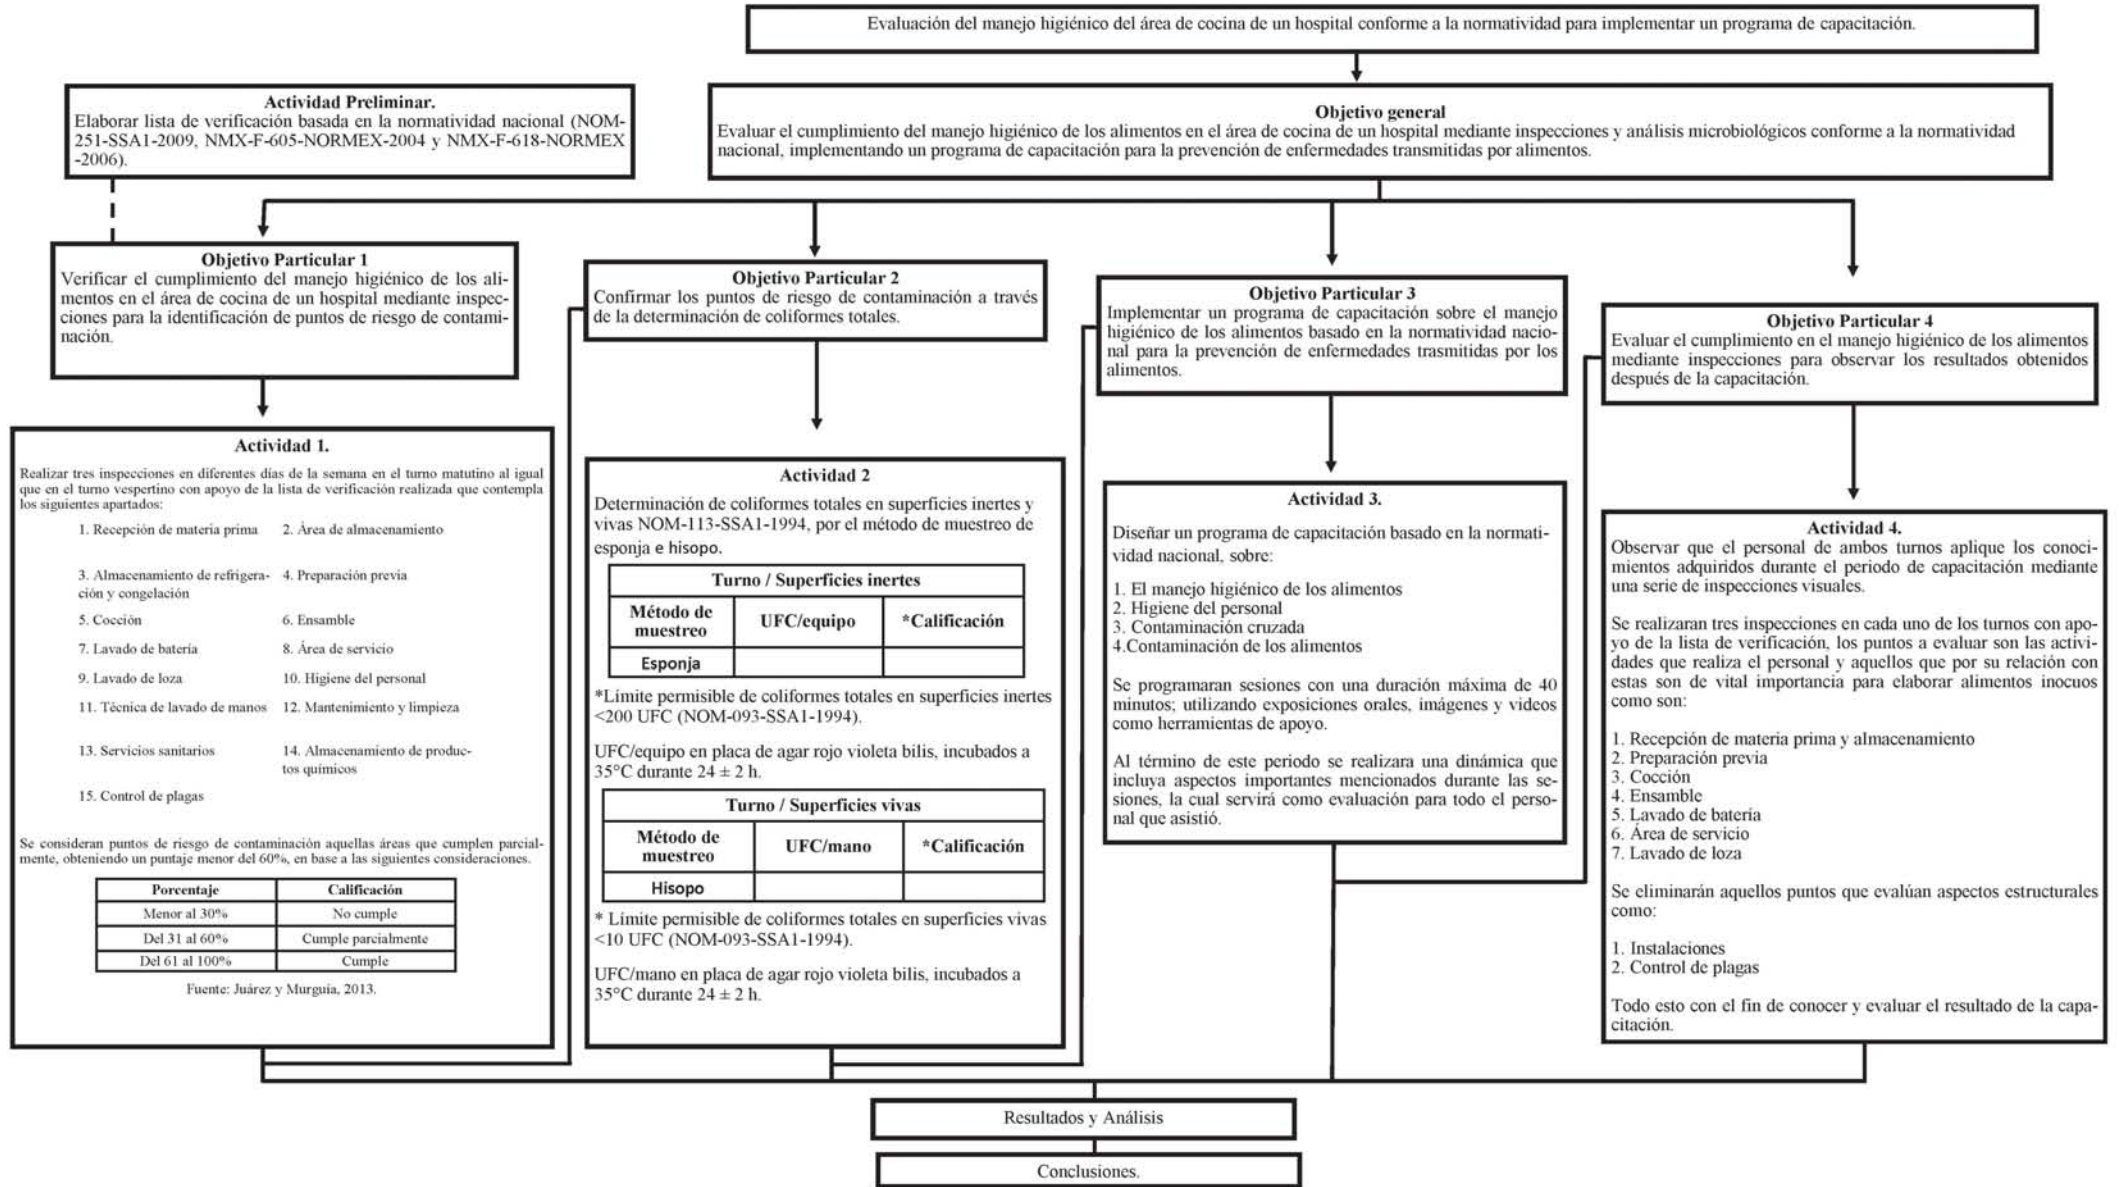 Evaluación del manejo higiénico del área de cocina de un hospital conforme a la normatividad para implementar un programa de capacitación.
Actividad Preliminar.
Elaborar lista de verificación basada en la normatividad nacional (NOM-
251-SSA1-2009, NMX-F-605-NORMEX-2004 y NMX-F-618-NORMEX
-2006).
Objetivo general
Evaluar el cumplimiento del manejo higiénico de los alimentos en el área de cocina de un hospital mediante inspecciones y análisis microbiológicos conforme a la normatividad
nacional, implementando un programa de capacitación para la prevención de enfermedades transmitidas por alimentos.
Objetivo Particular 1
Verificar el cumplimiento del manejo higiénico de los ali-
mentos en el área de cocina de un hospital mediante inspec-
ciones para la identificación de puntos de riesgo de contami-
nación.
Objetivo Particular 2
Confirmar los puntos de riesgo de contaminación a través
de la determinación de coliformes totales.
Objetivo Particular 3
Implementar un programa de capacitación sobre el manejo
higiénico de los alimentos basado en la normatividad nacio-
nal para la prevención de enfermedades trasmitidas por los
alimentos.
Objetivo Particular 4
Evaluar el cumplimiento en el manejo higiénico de los alimentos
mediante inspecciones para observar los resultados obtenidos
después de la capacitación.
Actividad 1.
Realizar tres inspecciones en diferentes días de la semana en el turno matutino al igual
que en el turno vespertino con apoyo de la lista de verificación realizada que contempla
los siguientes apartados:
1. Recepción de materia prima 2. Área de almacenamiento
3. Almacenamiento de refrigera- 4. Preparación previa
ción y congelación
5. Cocción 6. Ensamble
7. Lavado de batería 8. Área de servicio
9. Lavado de loza 10. Higiene del personal
11. Técnica de lavado de manos 12. Mantenimiento y limpieza
13. Servicios sanitarios 14. Almacenamiento de produc-
tos químicos
15. Control de plagas
Se consideran puntos de riesgo de contaminación aquellas áreas que cumplen parcial-
mente, obteniendo un puntaje menor del 60%, en base a las siguientes consideraciones.
Porcentaje Calificación
Menor al 30% No cumple
Del 31 al 60% Cumple parcialmente
Del 61 al 100% Cumple
Fuente: Juárez y Murguía, 2013.
Actividad 2
Determinación de coliformes totales en superficies inertes y
vivas NOM-113-SSA1-1994, por el método de muestreo de
esponja e hisopo.
Turno / Superficies inertes
Método de muestreo UFC/equipo *Calificación
Esponja
*Límite permisible de coliformes totales en superficies inertes
<200 UFC (NOM-093-SSA1-1994).
UFC/equipo en placa de agar rojo violeta bilis, incubados a
35°C durante 24 ± 2 h.
Turno / Superficies vivas
Método de muestreo UFC/mano *Calificación
Hisopo
* Límite permisible de coliformes totales en superficies vivas
<10 UFC (NOM-093-SSA1-1994).
UFC/mano en placa de agar rojo violeta bilis, incubados a
35°C durante 24 ± 2 h.
Actividad 3.
Diseñar un programa de capacitación basado en la normati-
vidad nacional, sobre:
1. El manejo higiénico de los alimentos
2. Higiene del personal
3. Contaminación cruzada
4.Contaminación de los alimentos
Se programaran sesiones con una duración máxima de 40
minutos; utilizando exposiciones orales, imágenes y videos
como herramientas de apoyo.
Al término de este periodo se realizara una dinámica que
incluya aspectos importantes mencionados durante las se-
siones, la cual servirá como evaluación para todo el perso-
nal que asistió.
Actividad 4.
Observar que el personal de ambos turnos aplique los conoci-
mientos adquiridos durante el periodo de capacitación mediante
una serie de inspecciones visuales.
Se realizaran tres inspecciones en cada uno de los turnos con apo-
yo de la lista de verificación, los puntos a evaluar son las activi-
dades que realiza el personal y aquellos que por su relación con
estas son de vital importancia para elaborar alimentos inocuos
como son:
1. Recepción de materia prima y almacenamiento
2. Preparación previa
3. Cocción
4. Ensamble
5. Lavado de batería
6. Área de servicio
7. Lavado de loza
Se eliminarán aquellos puntos que evalúan aspectos estructurales
como:
1. Instalaciones
2. Control de plagas
Todo esto con el fin de conocer y evaluar el resultado de la capa-
citación.
Resultados y Análisis
Conclusiones.